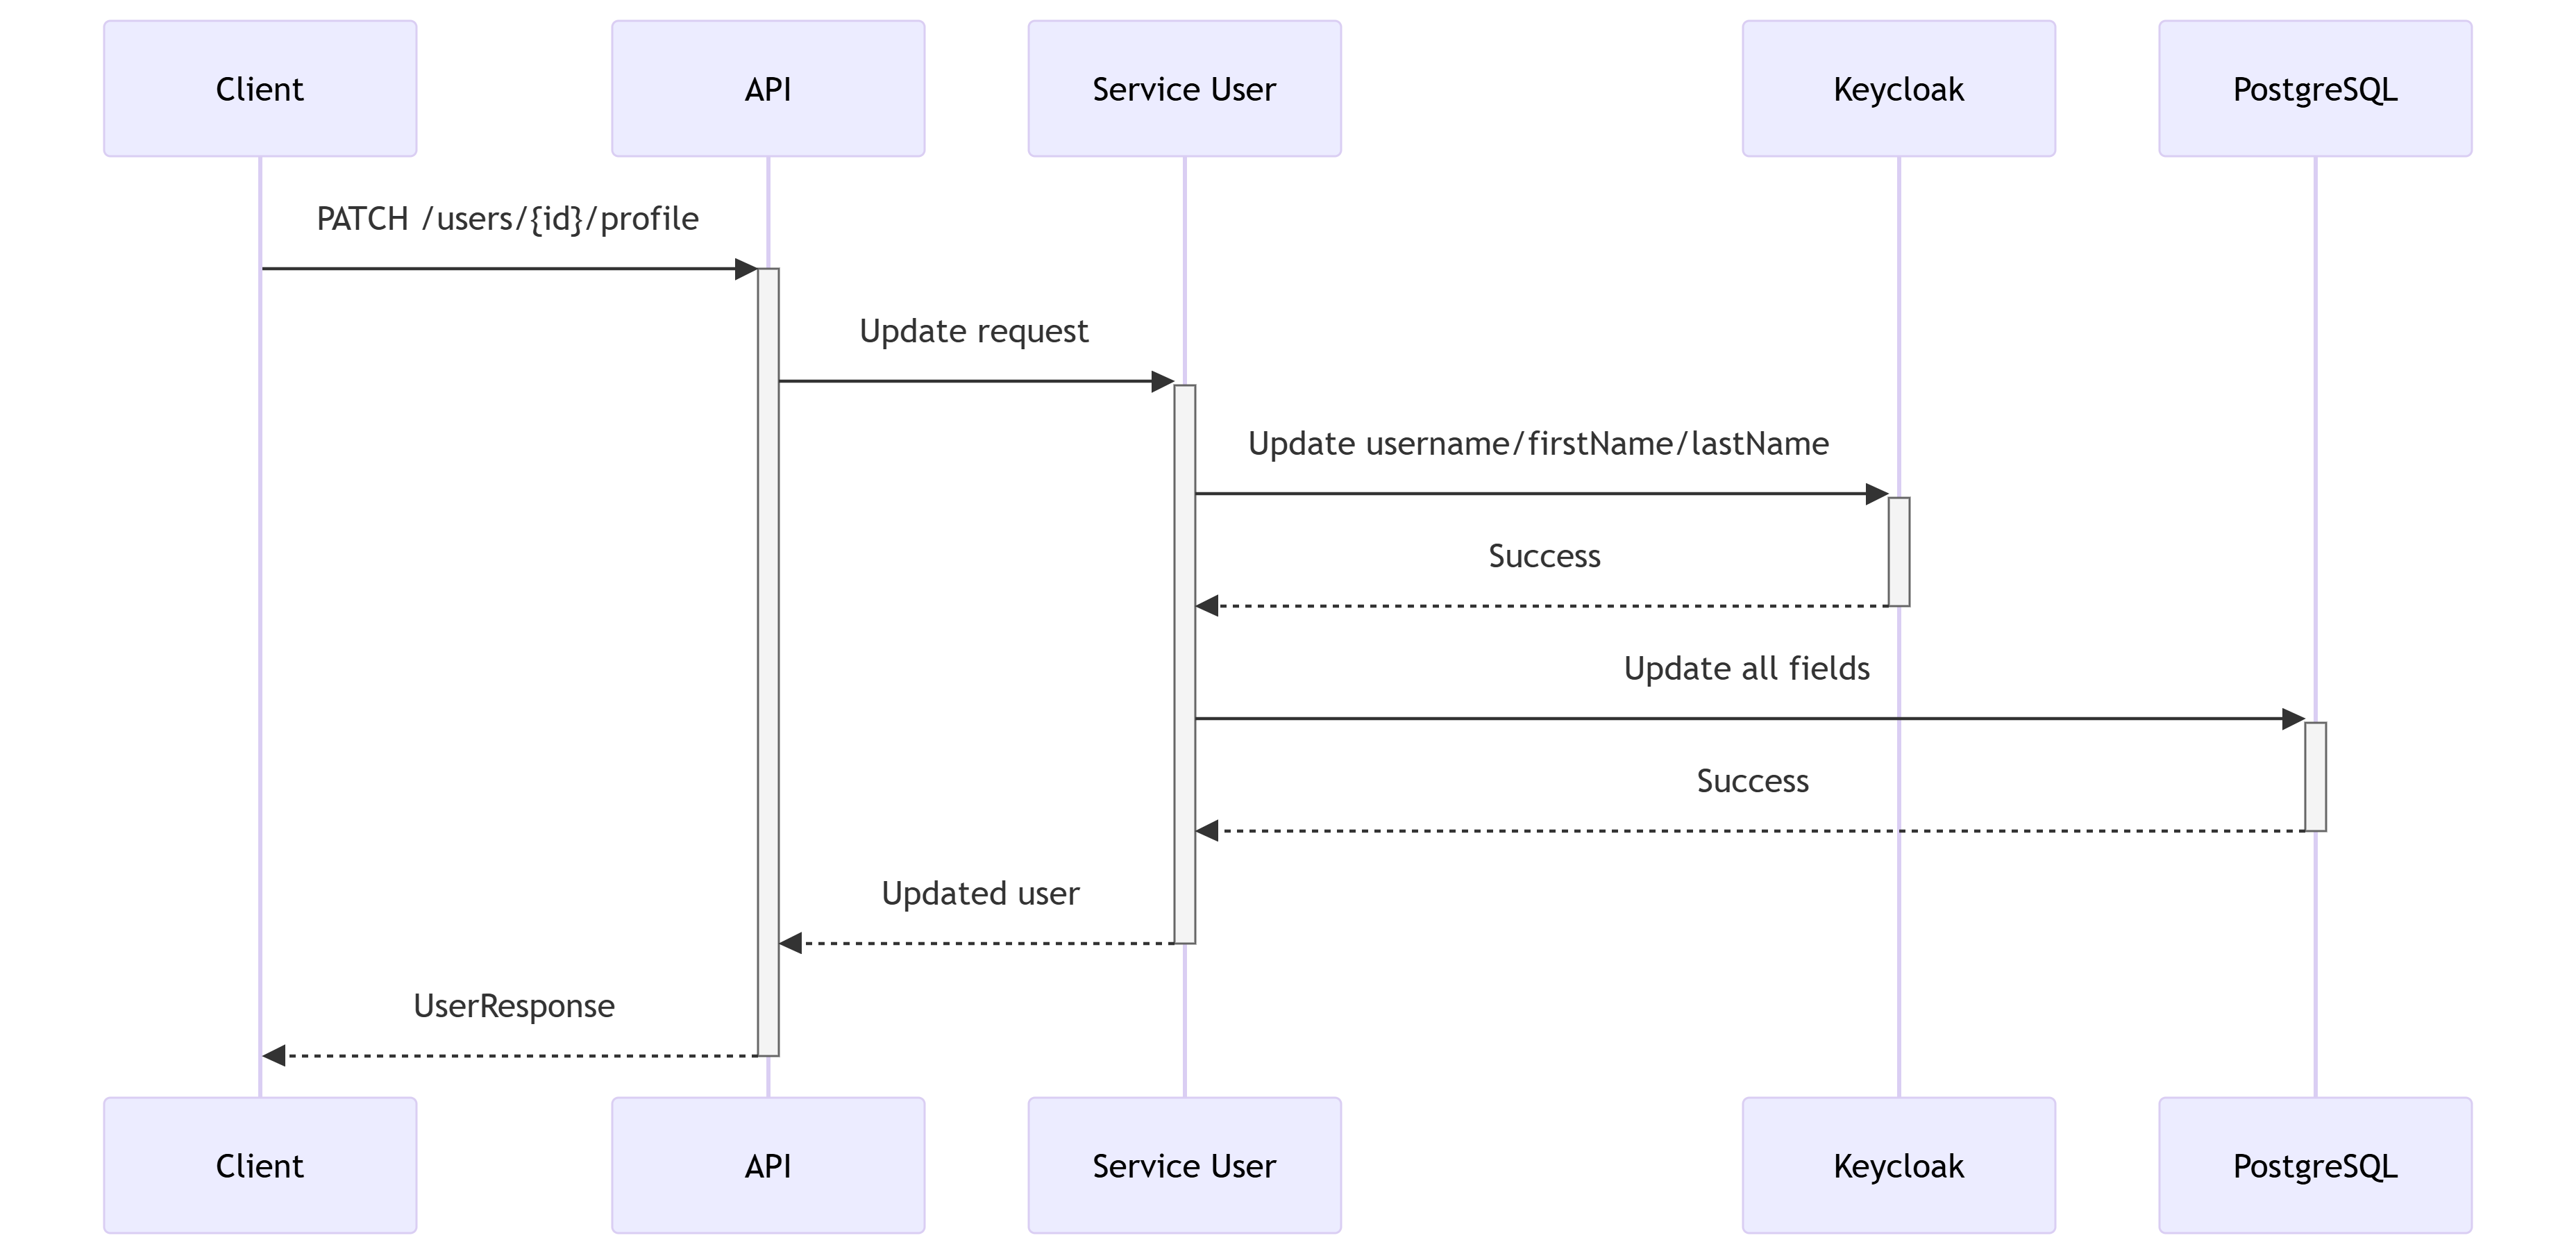 Client
API
Service User
Keycloak
PostgreSQL
PATCH /users/{id}/profile
Update request
Update username/firstName/lastName
Success
Update all fields
Success
Updated user
UserResponse
Client
API
Service User
Keycloak
PostgreSQL